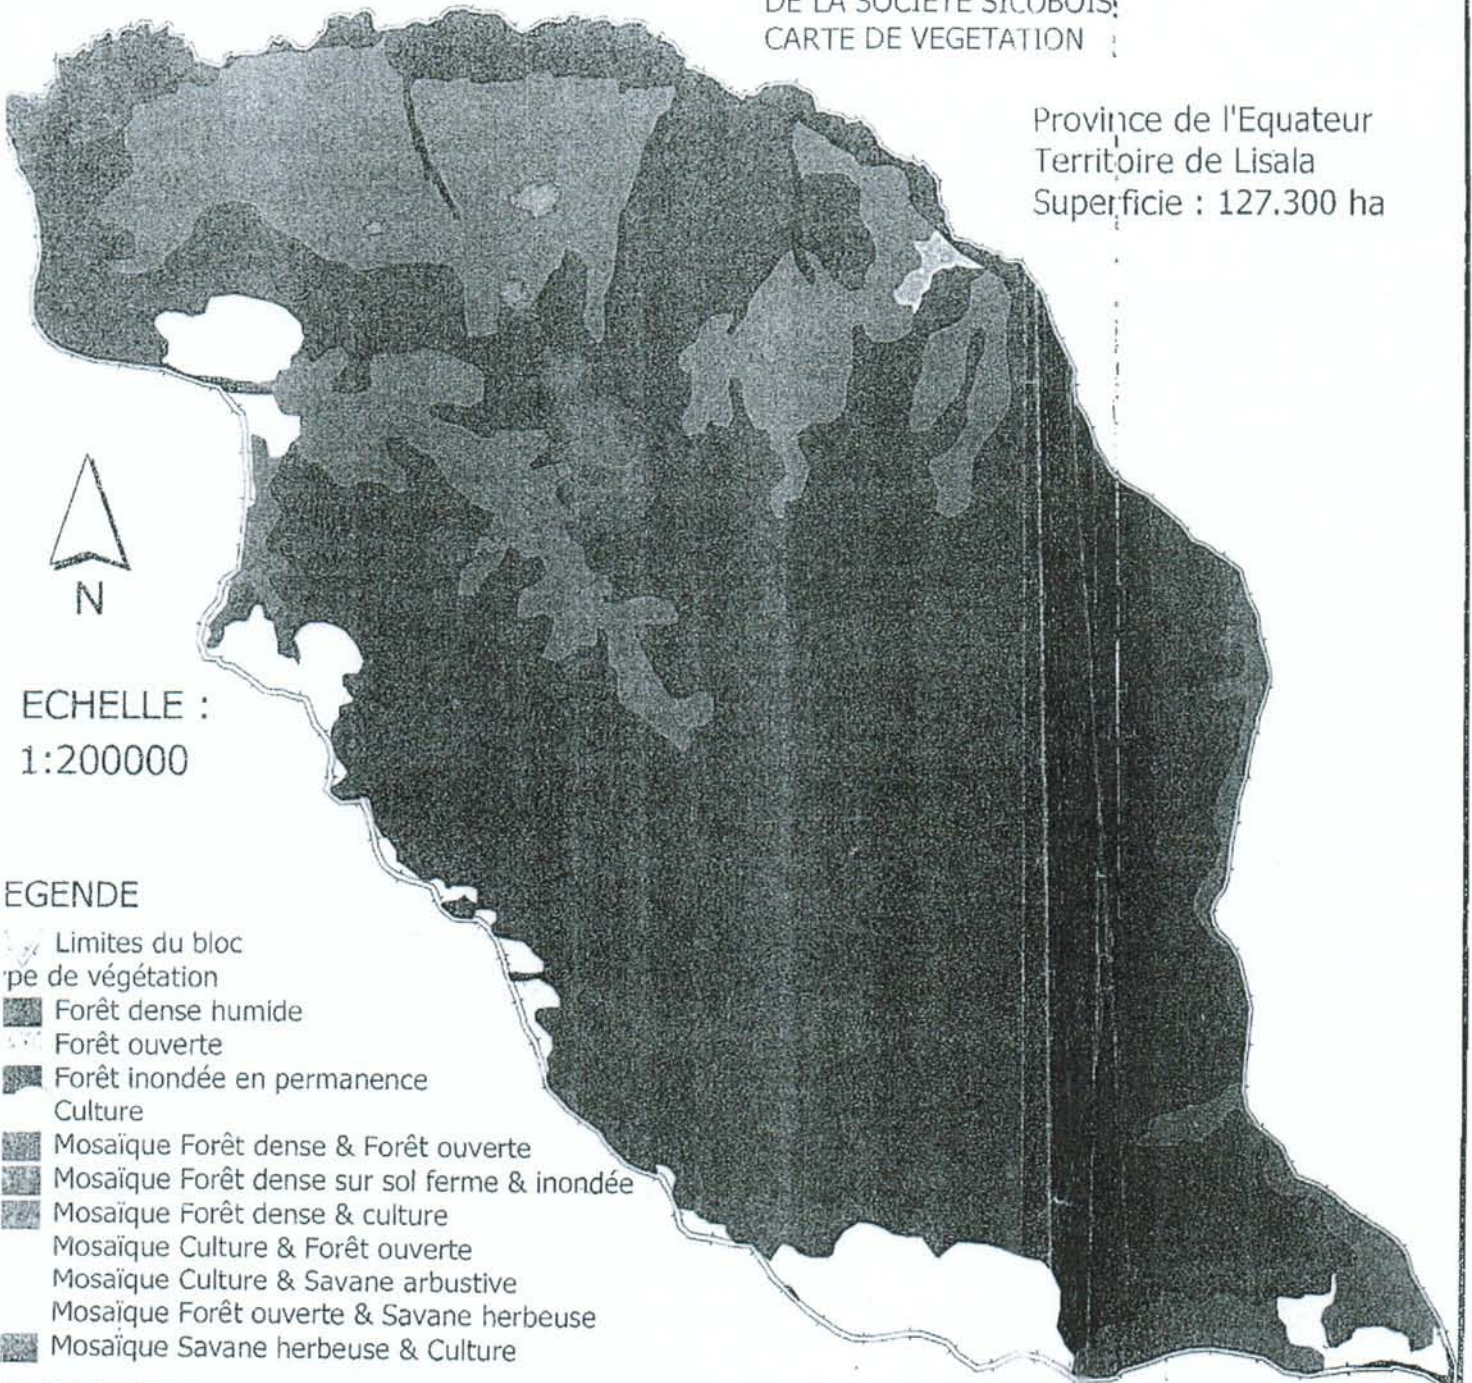 DE LA SOCIETE SICOBOIS
CARTE DE VEGETATION
Province de l'Equateur
Territoire de Lisala
Superficie : 127.300 ha
N
ECHELLE :
1:200000
EGENDE
Limites du bloc
pe de végétation
Forêt dense humide
Forêt ouverte
Forêt inondée en permanence
Culture
Mosaïque Forêt dense & Forêt ouverte
Mosaïque Forêt dense sur sol ferme & inondée
Mosaïque Forêt dense & culture
Mosaïque Culture & Forêt ouverte
Mosaïque Culture & Savane arbustive
Mosaïque Forêt ouverte & Savane herbeuse
Mosaïque Savane herbeuse & Culture